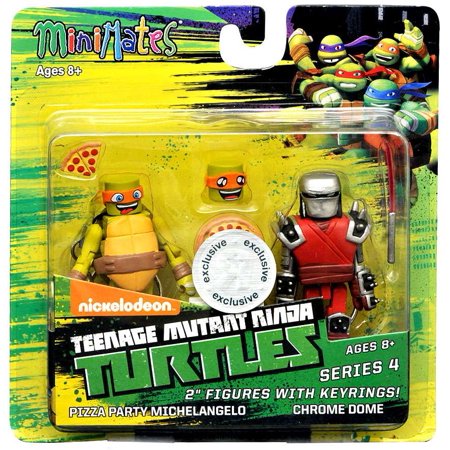 MiniMates
Ages 8+
exclusive
exclusive
exclusive
exclusive
nickelodeon
TEENAGE MUTANT NINJA
TURTLES
AGES 8+
SERIES 4
2" FIGURES WITH KEYRINGS!
PIZZA PARTY MICHELANGELO
CHROME DOME